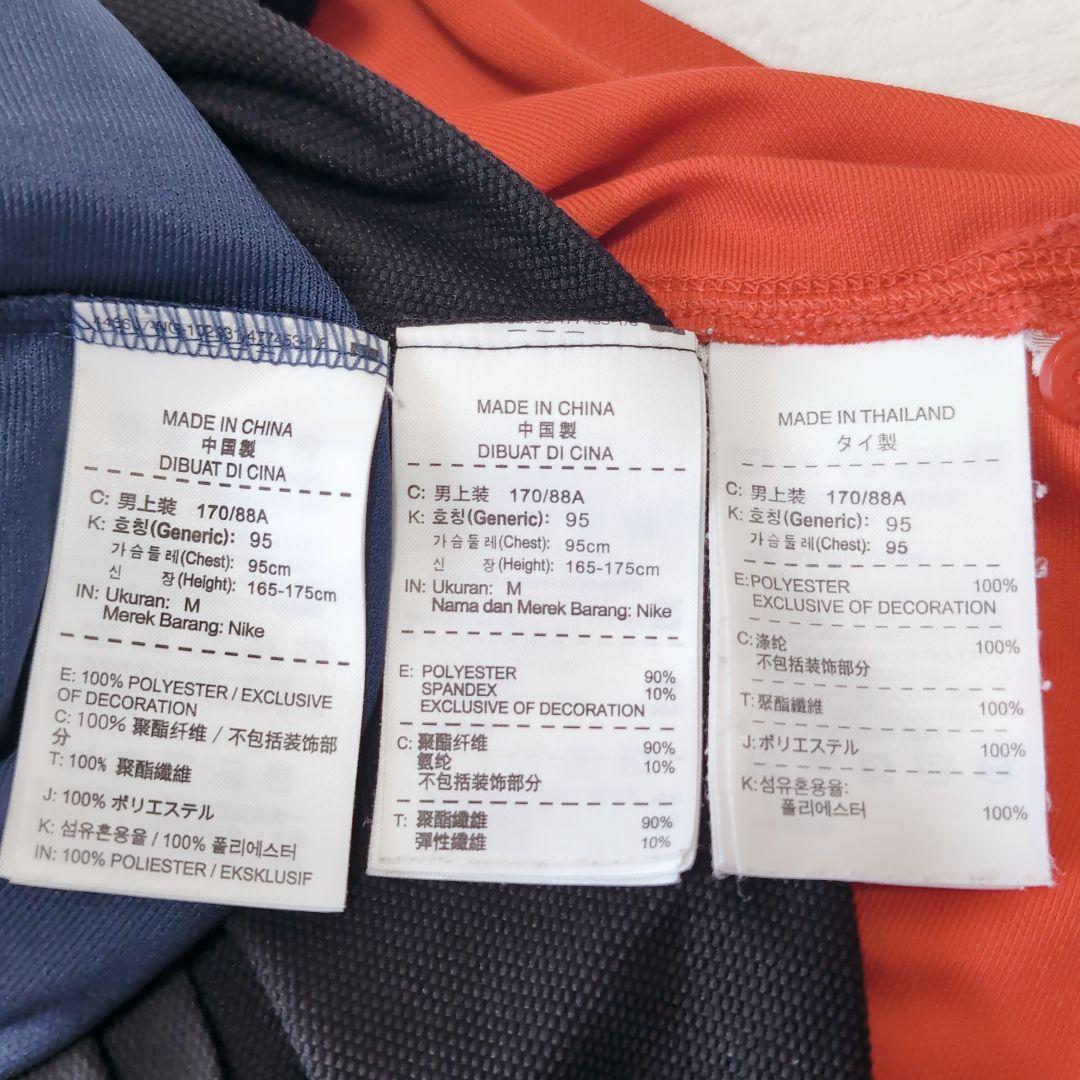 MADE IN CHINA
中国製
DIBUAT DI CINA
C: 男上装 170/88A
K: 호칭(Generic): 95
가슴둘레(Chest): 95cm
신 장(Height): 165-175cm
IN: Ukuran: M
Merek Barang: Nike
E: 100% POLYESTER / EXCLUSIVE
OF DECORATION
C: 100% 聚酯纤维 / 不包括装饰部
分
T: 100% 聚酯纖維
J: 100% ポリエステル
K: 섬유혼용율 / 100% 폴리에스터
IN: 100% POLIESTER / EKSKLUSIF
MADE IN CHINA
中国製
DIBUAT DI CINA
C: 男上装 170/88A
K: 호칭(Generic): 95
가슴둘레(Chest): 95cm
신 장(Height): 165-175cm
IN: Ukuran: M
Nama dan Merek Barang: Nike
E: POLYESTER 90%
SPANDEX 10%
EXCLUSIVE OF DECORATION
C: 聚酯纤维 90%
氨纶 10%
不包括装饰部分
T: 聚酯纖維 90%
彈性纖維 10%
MADE IN THAILAND
タイ製
C: 男上装 170/88A
K: 호칭(Generic): 95
가슴둘레(Chest): 95
E: POLYESTER 100%
EXCLUSIVE OF DECORATION
C: 涤纶 100%
不包括装饰部分
T: 聚酯纖維 100%
J: ポリエステル 100%
K: 섬유혼용율:
폴리에스터 100%